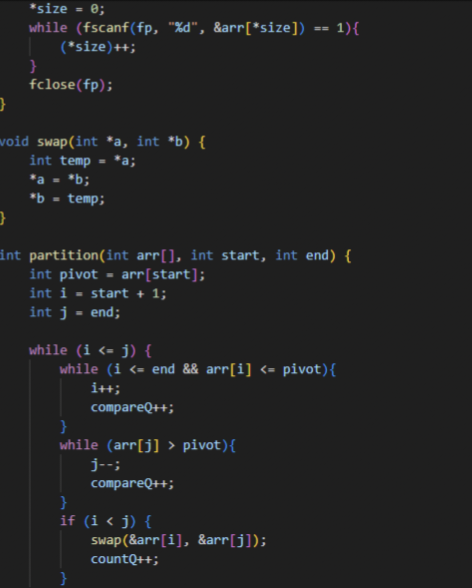 *size = 0;
while (fscanf(fp, "%d", &arr[*size]) == 1){
(*size)++;
}
fclose(fp);
}
void swap(int *a, int *b) {
int temp = *a;
*a = *b;
*b = temp;
}
int partition(int arr[], int start, int end) {
int pivot = arr[start];
int i = start + 1;
int j = end;
while (i <= j) {
while (i <= end && arr[i] <= pivot){
i++;
compareQ++;
}
while (arr[j] > pivot){
j--;
compareQ++;
}
if (i < j) {
swap(&arr[i], &arr[j]);
countQ++;
}